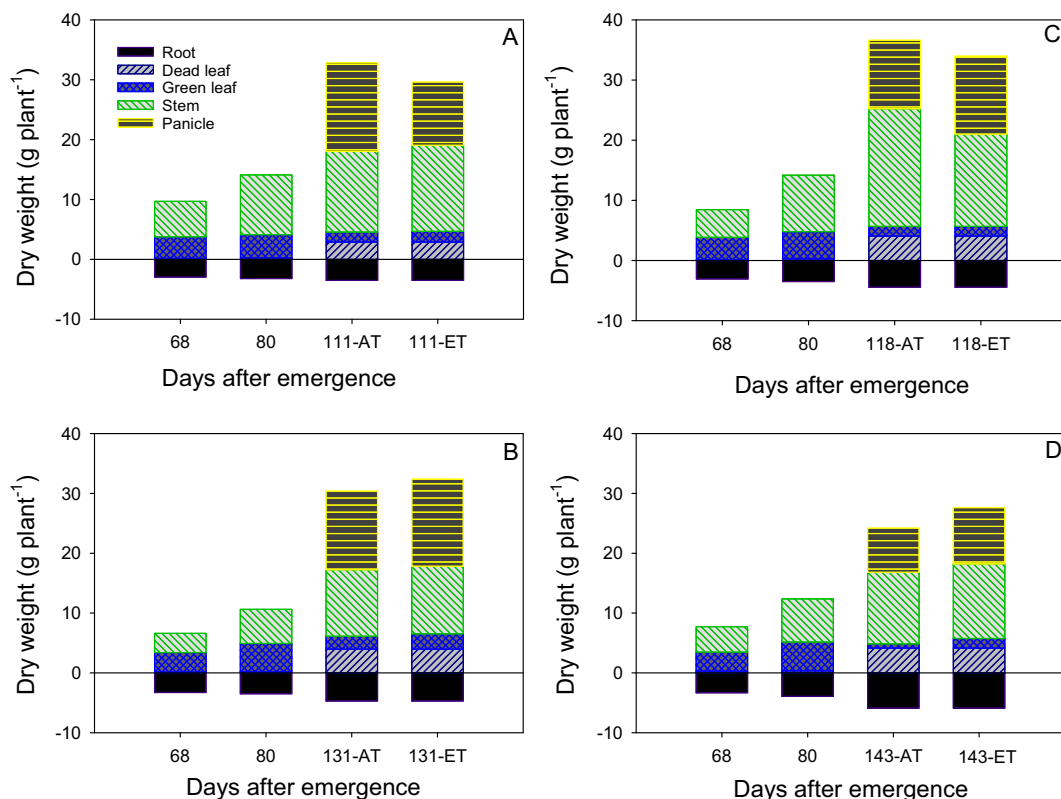 A
Dry weight (g plant-1)
40
30
20
10
0
-10
Root
Dead leaf
Green leaf
Stem
Panicle
68 80 111-AT 111-ET
Days after emergence
C
Dry weight (g plant-1)
40
30
20
10
0
-10
68 80 118-AT 118-ET
Days after emergence
B
Dry weight (g plant-1)
40
30
20
10
0
-10
68 80 131-AT 131-ET
Days after emergence
D
Dry weight (g plant-1)
40
30
20
10
0
-10
68 80 143-AT 143-ET
Days after emergence